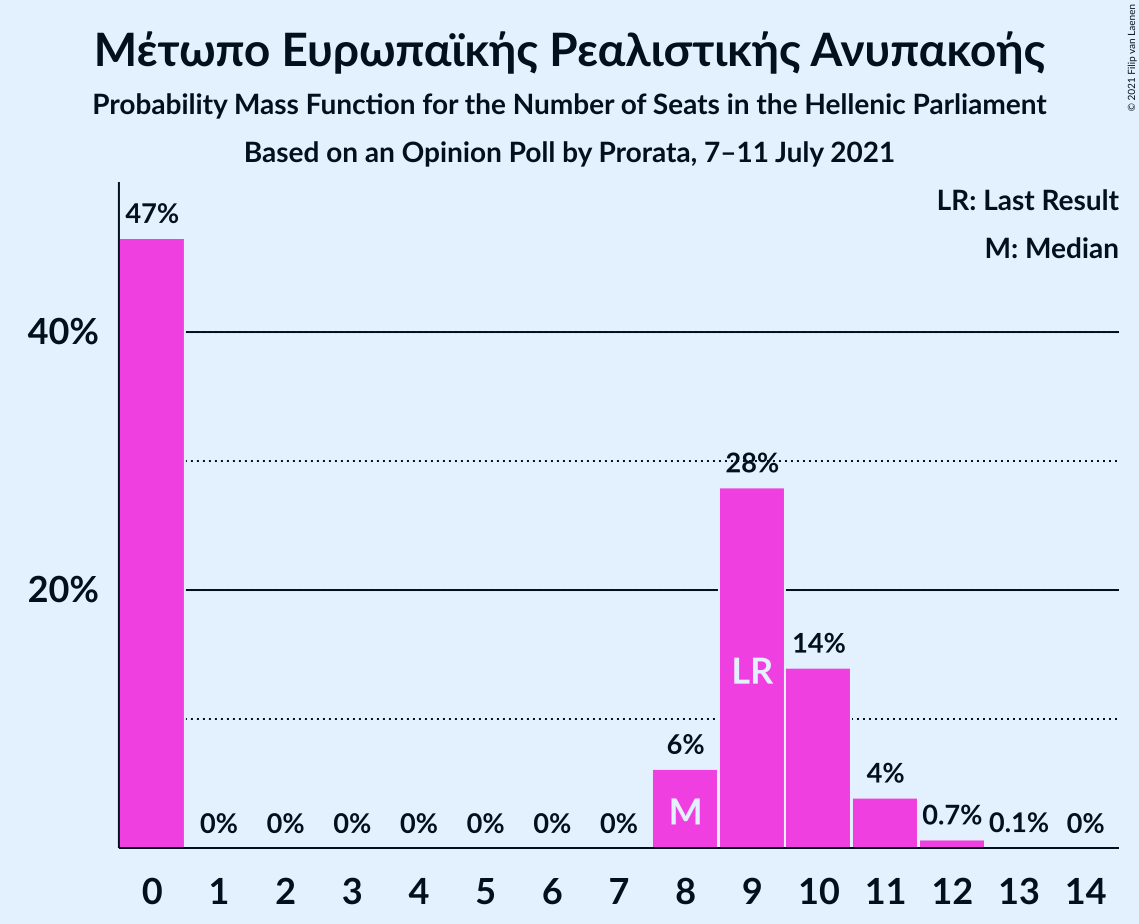 Μέτωπο Ευρωπαϊκής Ρεαλιστικής Ανυπακοής
Probability Mass Function for the Number of Seats in the Hellenic Parliament
Based on an Opinion Poll by Prorata, 7–11 July 2021
© 2021 Filip van Laenen
LR: Last Result
M: Median
47%
40%
28%
20%
14%
LR
6%
4%
M
0% 0% 0% 0% 0% 0% 0% 0.7% 0.1% 0%
0 1 2 3 4 5 6 7 8 9 10 11 12 13 14